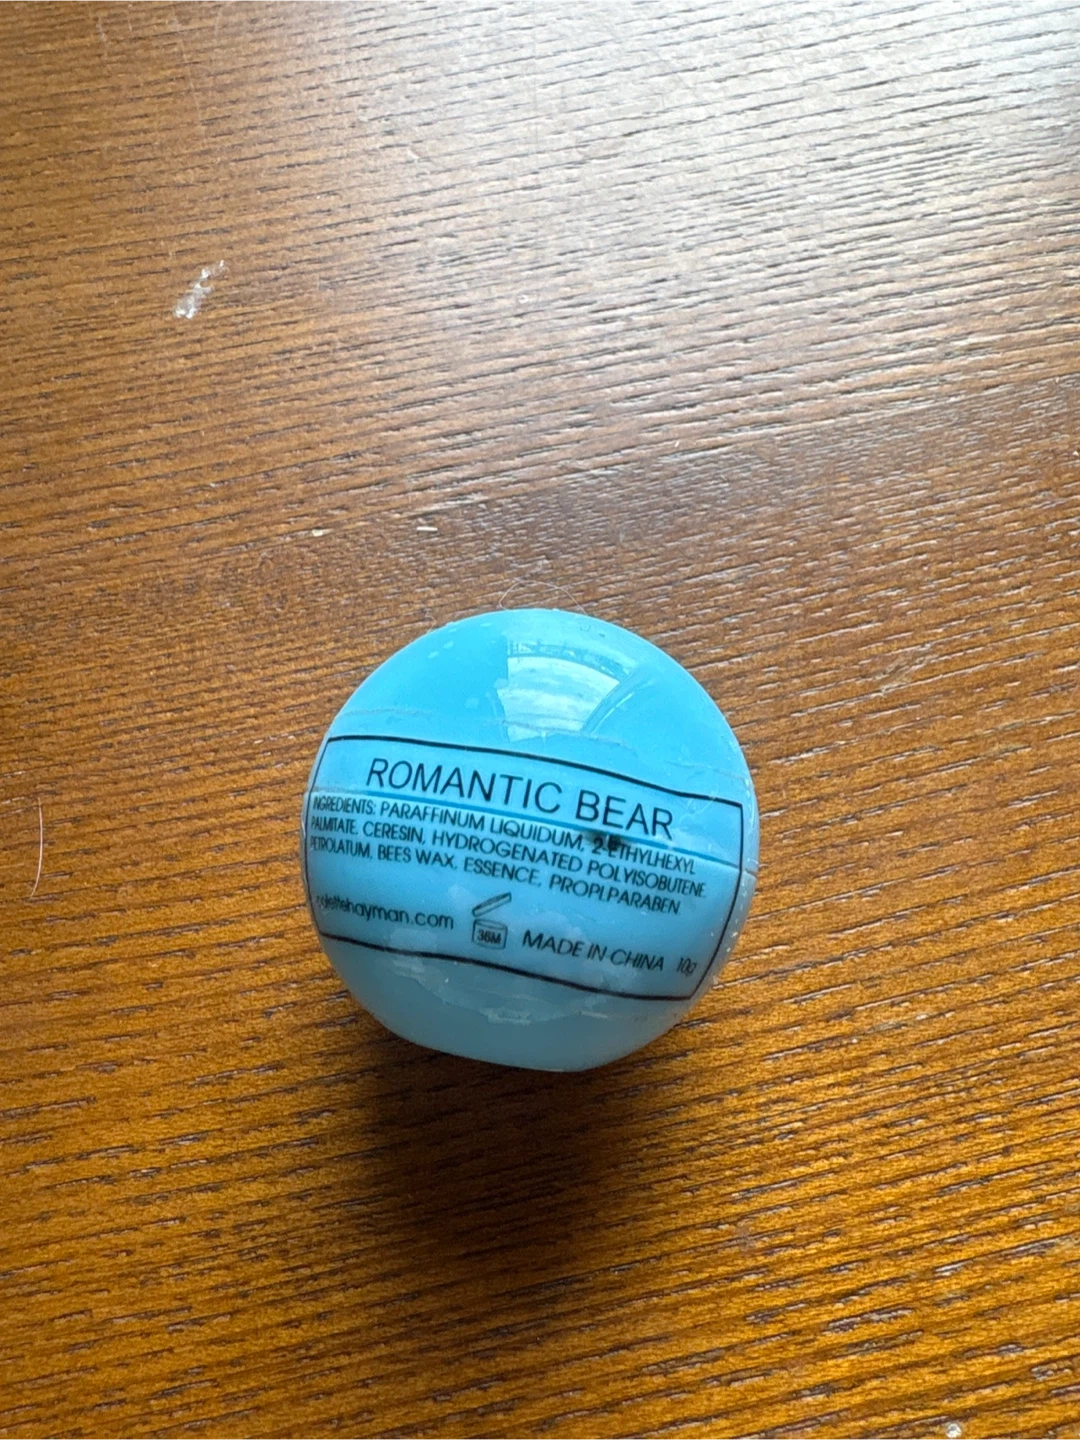 ROMANTIC BEAR
INGREDIENTS: PARAFFINUM LIQUIDUM, 2-ETHYLHEXYL
PALMITATE, CERESIN, HYDROGENATED POLYISOBUTENE,
PETROLATUM, BEES WAX, ESSENCE, PROPLPARABEN.
colettehayman.com
36M
MADE IN CHINA 10g